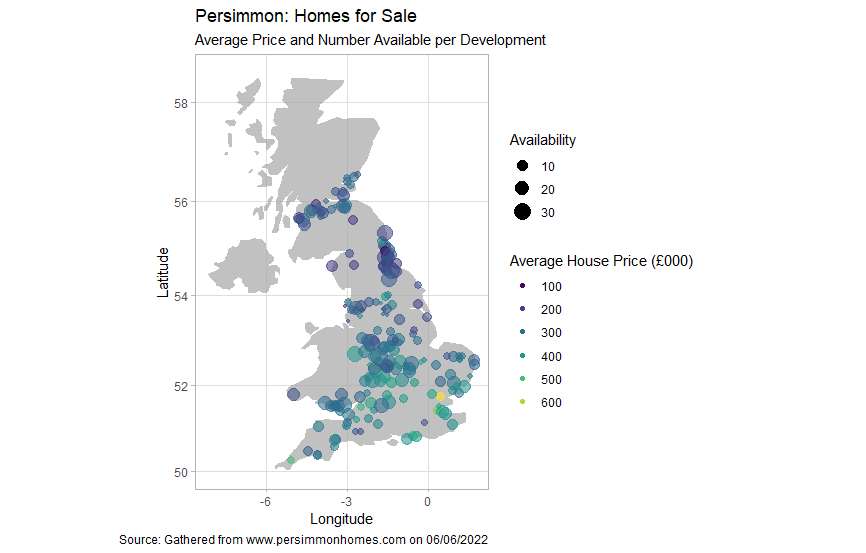 Persimmon: Homes for Sale
Average Price and Number Available per Development
58
56
54
52
50
Latitude
-6
-3
0
Longitude
Availability
10
20
30
Average House Price (£000)
100
200
300
400
500
600
Source: Gathered from www.persimmonhomes.com on 06/06/2022